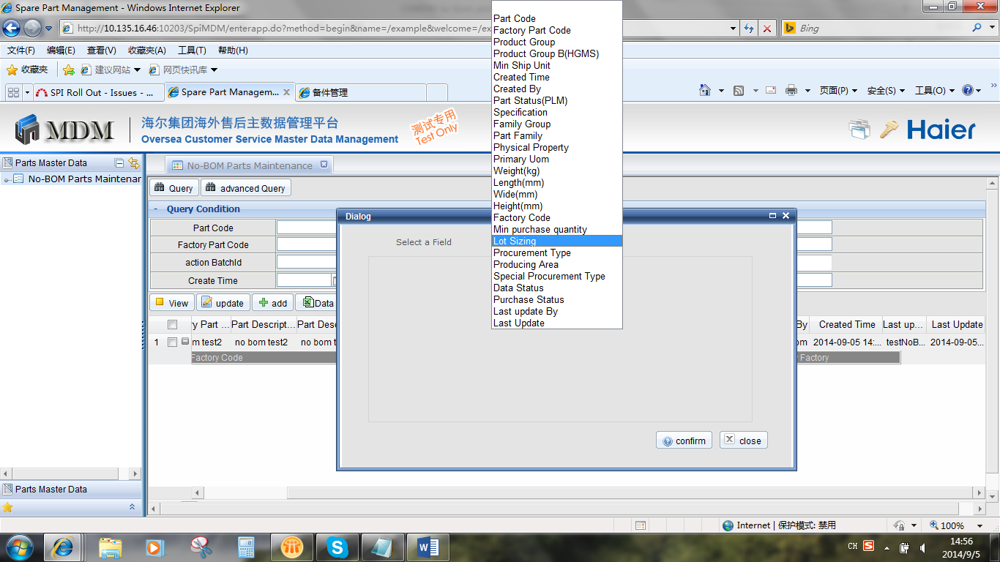 Spare Part Management - Windows Internet Explorer
http://10.135.16.46:10203/SpiMDM/enterapp.do?method=begin&name=/example&welcome=/ex
Bing
文件(F) 编辑(E) 查看(V) 收藏夹(A) 工具(T) 帮助(H)
收藏夹 建议网站 网页快讯库
SPI Roll Out - Issues - ... Spare Part Managem... 备件管理
页面(P) 安全(S) 工具(O)
MDM 海尔集团海外售后主数据管理平台
Oversea Customer Service Master Data Management
测试专用
Test Only
Haier
Parts Master Data
No-BOM Parts Maintenar
No-BOM Parts Maintenance
Query advanced Query
- Query Condition
Part Code
Factory Part Code
action BatchId
Create Time
View update add Data
ry Part ... Part Descript... Part Des By Created Time Last up... Last Update
1 m test2 no bom test2 no bom t om 2014-09-05 14:... testNoB... 2014-09-05...
Factory Code Factory
Dialog
Select a Field
Part Code
Factory Part Code
Product Group
Product Group B(HGMS)
Min Ship Unit
Created Time
Created By
Part Status(PLM)
Specification
Family Group
Part Family
Physical Property
Primary Uom
Weight(kg)
Length(mm)
Wide(mm)
Height(mm)
Factory Code
Min purchase quantity
Lot Sizing
Procurement Type
Producing Area
Special Procurement Type
Data Status
Purchase Status
Last update By
Last Update
confirm close
Parts Master Data
Internet | 保护模式: 禁用 100%
CH
14:56
2014/9/5